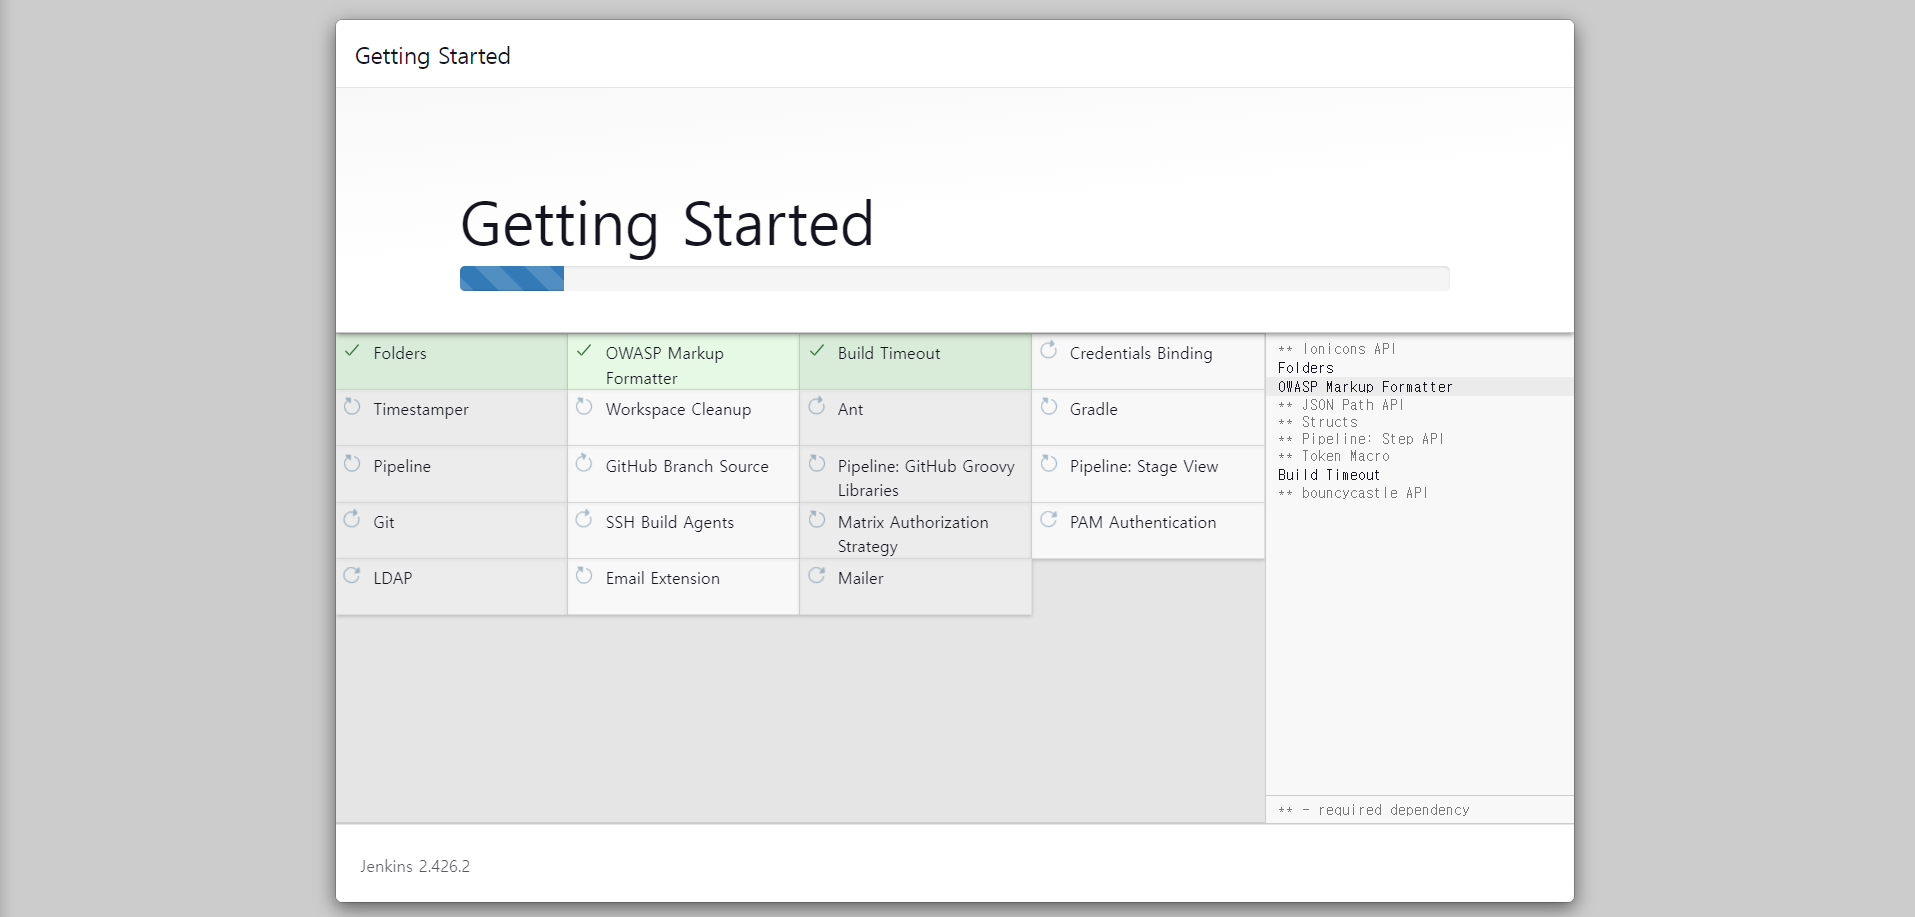 Getting Started
Getting Started
Folders
OWASP Markup
Formatter
Build Timeout
Credentials Binding
Timestamper
Workspace Cleanup
Ant
Gradle
Pipeline
GitHub Branch Source
Pipeline: GitHub Groovy
Libraries
Pipeline: Stage View
Git
SSH Build Agents
Matrix Authorization
Strategy
PAM Authentication
LDAP
Email Extension
Mailer
** Ionicons API
Folders
OWASP Markup Formatter
** JSON Path API
** Structs
** Pipeline: Step API
** Token Macro
Build Timeout
** bouncycastle API
** - required dependency
Jenkins 2.426.2